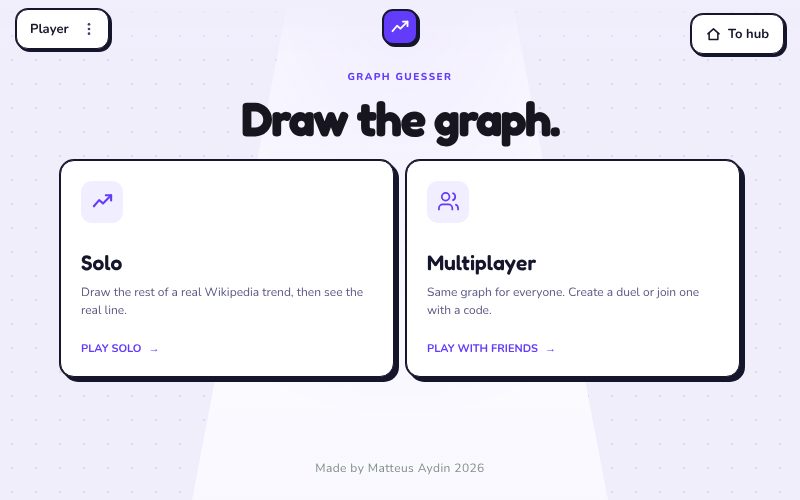 Player
To hub
GRAPH GUESSER
Draw the graph.
Solo
Draw the rest of a real Wikipedia trend, then see the
real line.
PLAY SOLO →
Multiplayer
Same graph for everyone. Create a duel or join one
with a code.
PLAY WITH FRIENDS →
Made by Matteus Aydin 2026